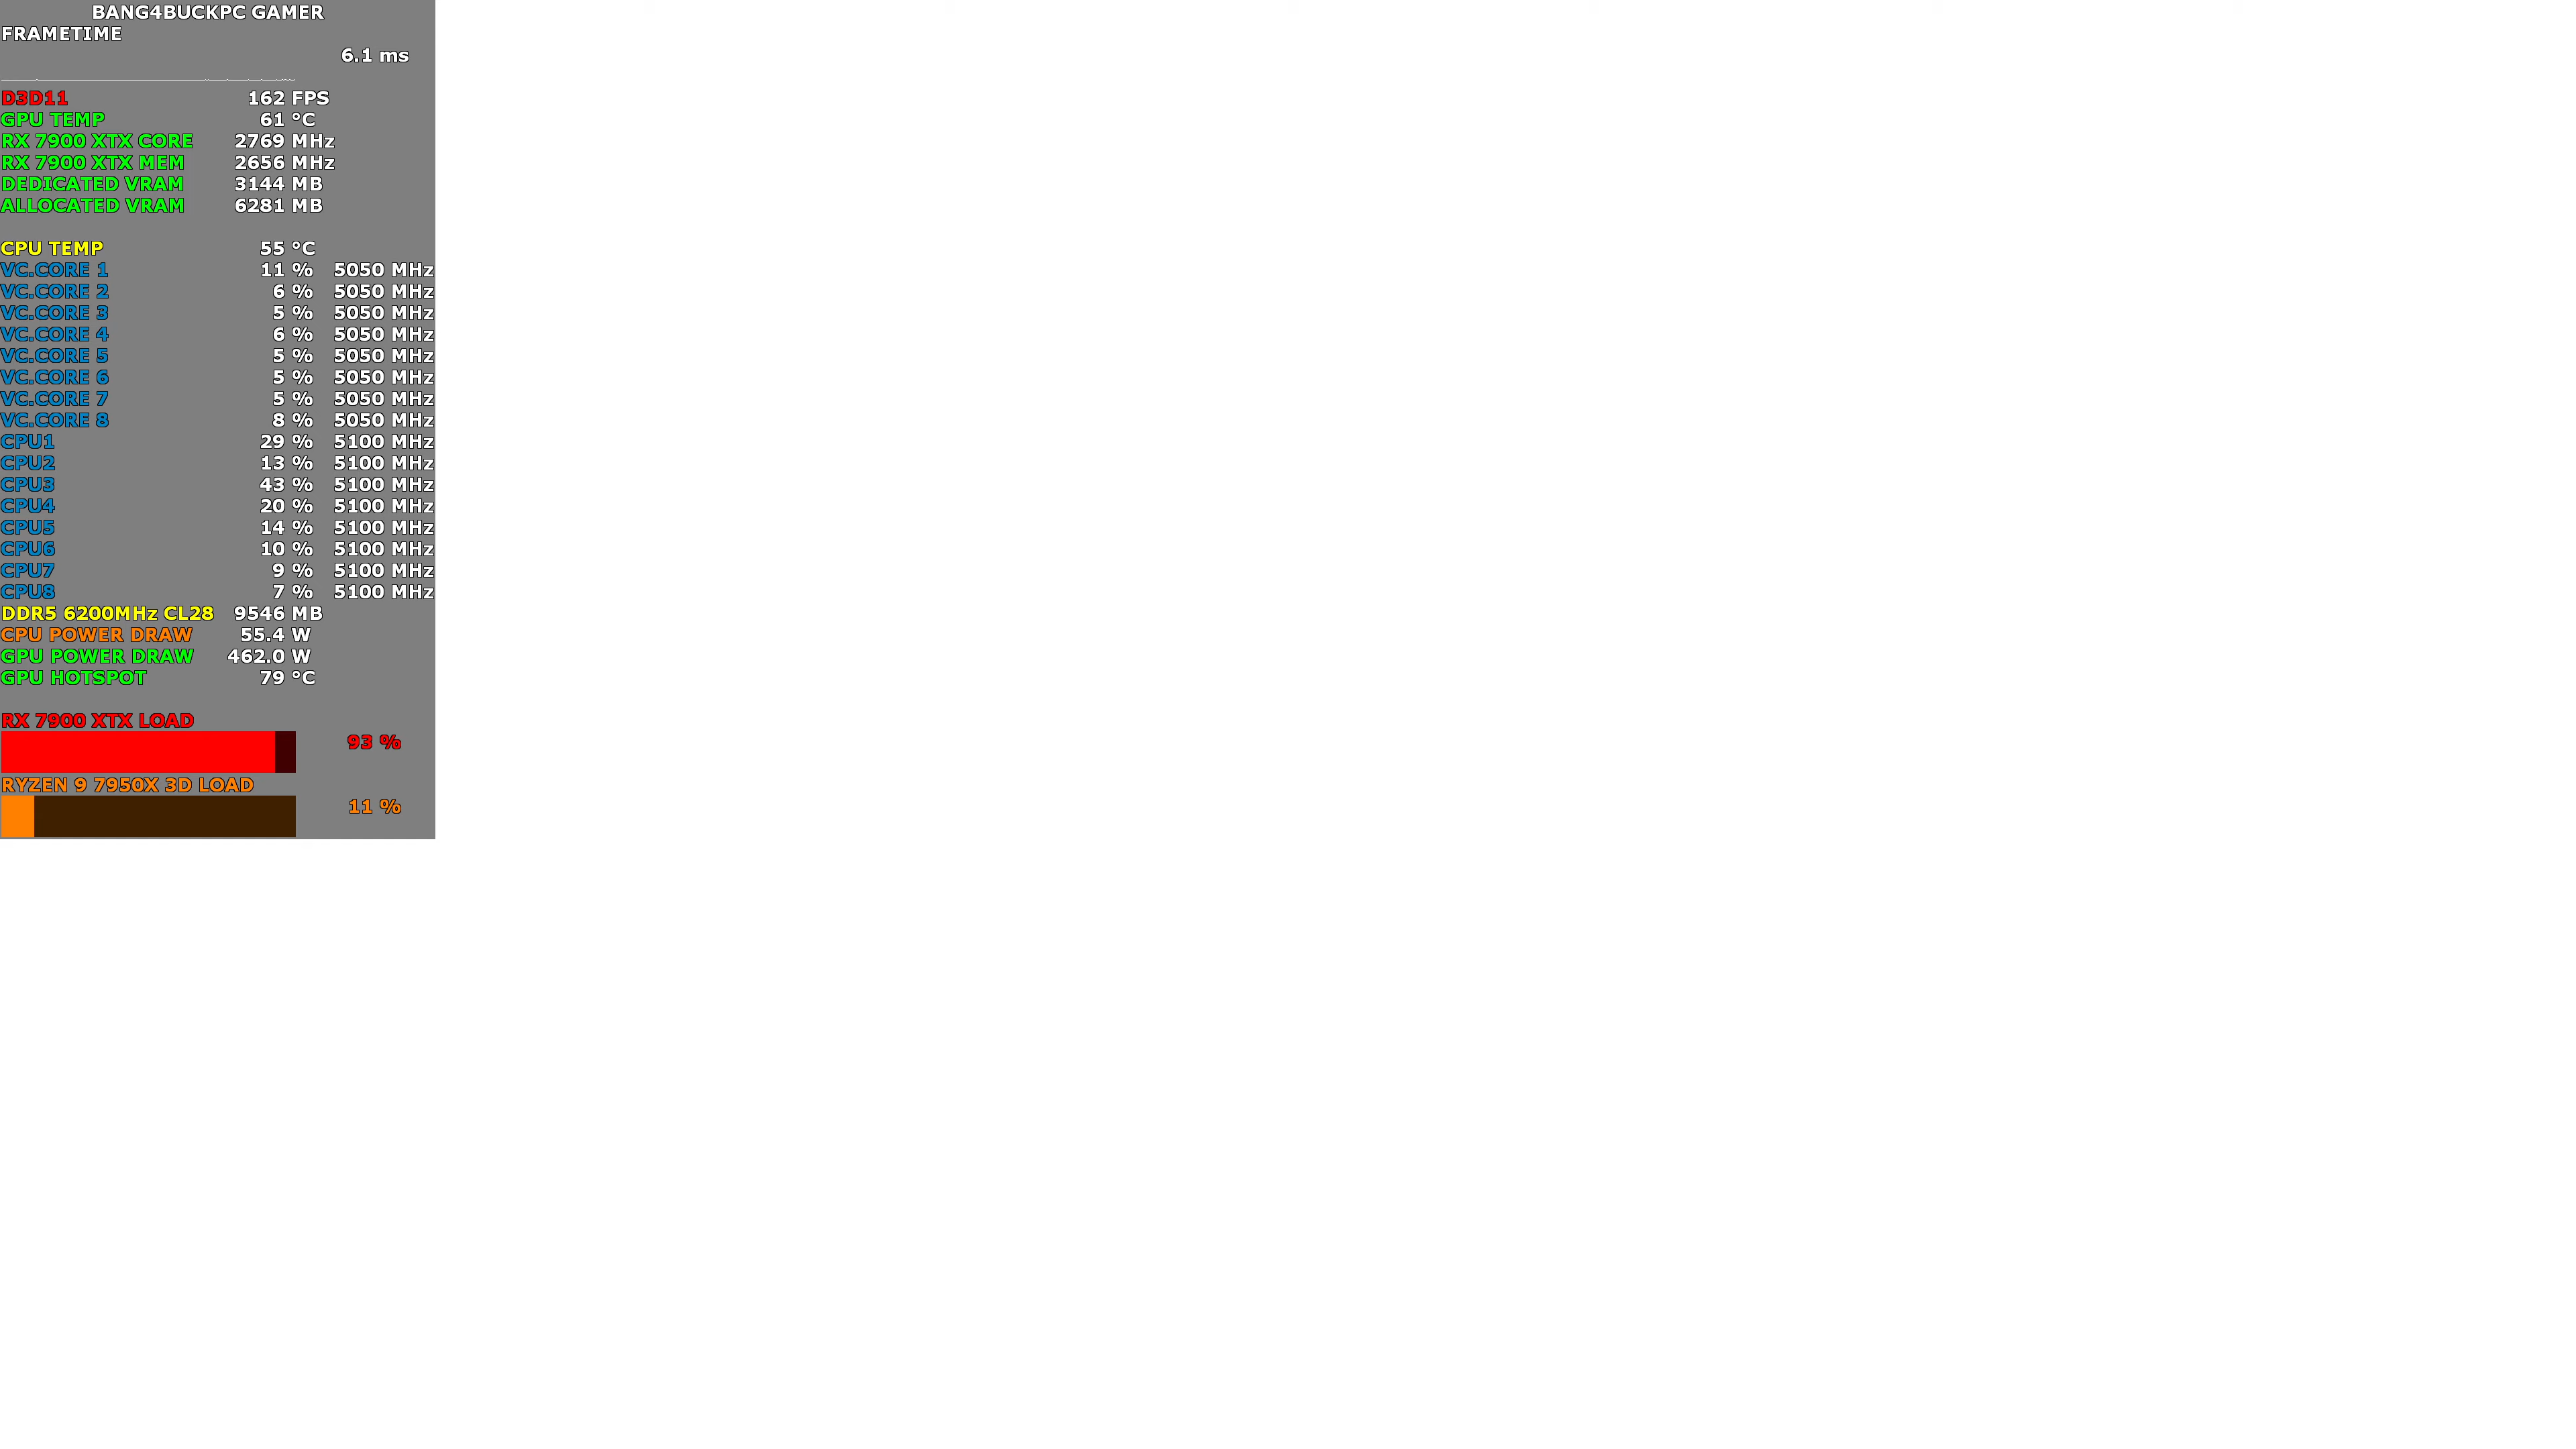 BANG4BUCKPC GAMER
FRAMETIME
6.1 ms
D3D11 162 FPS
GPU TEMP 61 °C
RX 7900 XTX CORE 2769 MHz
RX 7900 XTX MEM 2656 MHz
DEDICATED VRAM 3144 MB
ALLOCATED VRAM 6281 MB
CPU TEMP 55 °C
VC.CORE 1 11 % 5050 MHz
VC.CORE 2 6 % 5050 MHz
VC.CORE 3 5 % 5050 MHz
VC.CORE 4 6 % 5050 MHz
VC.CORE 5 5 % 5050 MHz
VC.CORE 6 5 % 5050 MHz
VC.CORE 7 5 % 5050 MHz
VC.CORE 8 8 % 5050 MHz
CPU1 29 % 5100 MHz
CPU2 13 % 5100 MHz
CPU3 43 % 5100 MHz
CPU4 20 % 5100 MHz
CPU5 14 % 5100 MHz
CPU6 10 % 5100 MHz
CPU7 9 % 5100 MHz
CPU8 7 % 5100 MHz
DDR5 6200MHz CL28 9546 MB
CPU POWER DRAW 55.4 W
GPU POWER DRAW 462.0 W
GPU HOTSPOT 79 °C
RX 7900 XTX LOAD
93 %
RYZEN 9 7950X 3D LOAD
11 %